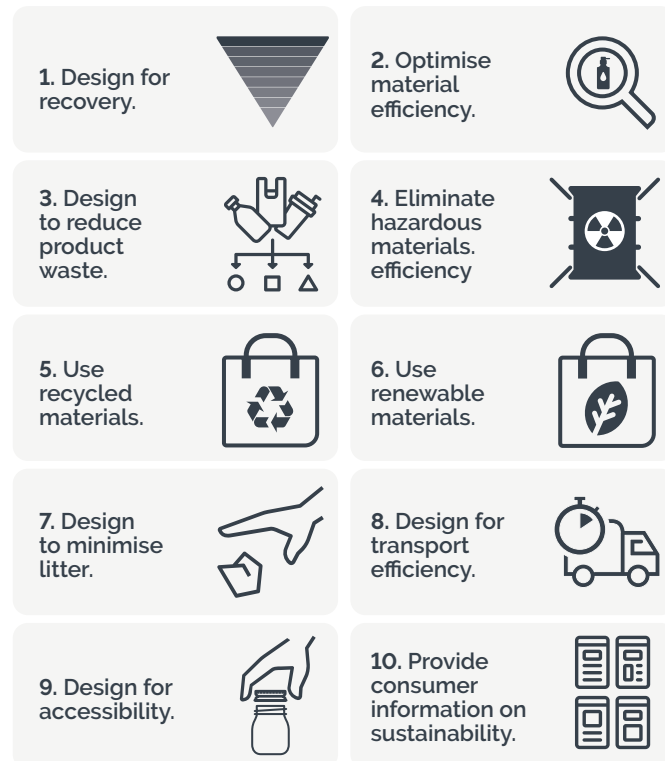 1. Design for
recovery.
2. Optimise
material
efficiency.
3. Design
to reduce
product
waste.
4. Eliminate
hazardous
materials.
efficiency
5. Use
recycled
materials.
6. Use
renewable
materials.
7. Design
to minimise
litter.
8. Design for
transport
efficiency.
9. Design for
accessibility.
10. Provide
consumer
information on
sustainability.